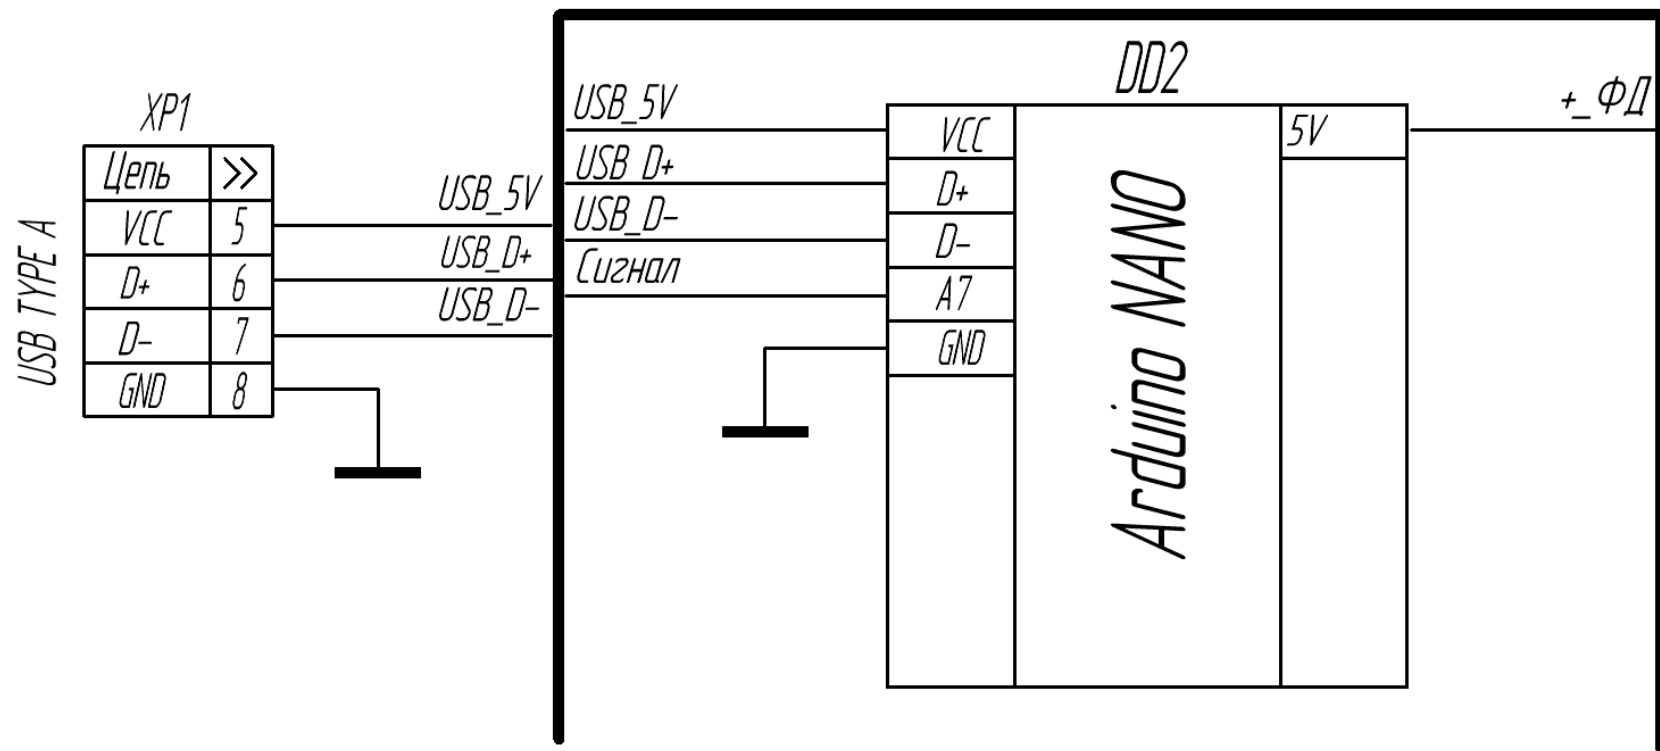 XP1
Цепь >>
VCC 5
D+ 6
D- 7
GND 8
USB TYPE A
USB_5V
USB_D+
USB_D-
USB_5V
USB_D+
USB_D-
Сигнал
DD2
VCC
D+
D-
A7
GND
Arduino NANO
5V
+_ФД